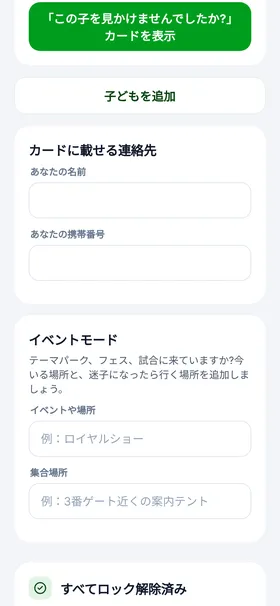 「この子を見かけませんでしたか?」
カードを表示
子どもを追加
カードに載せる連絡先
あなたの名前
あなたの携帯番号
イベントモード
テーマパーク、フェス、試合に来ていますか?今
いる場所と、迷子になったら行く場所を追加しま
しょう。
イベントや場所
例：ロイヤルショー
集合場所
例：3番ゲート近くの案内テント
すべてロック解除済み